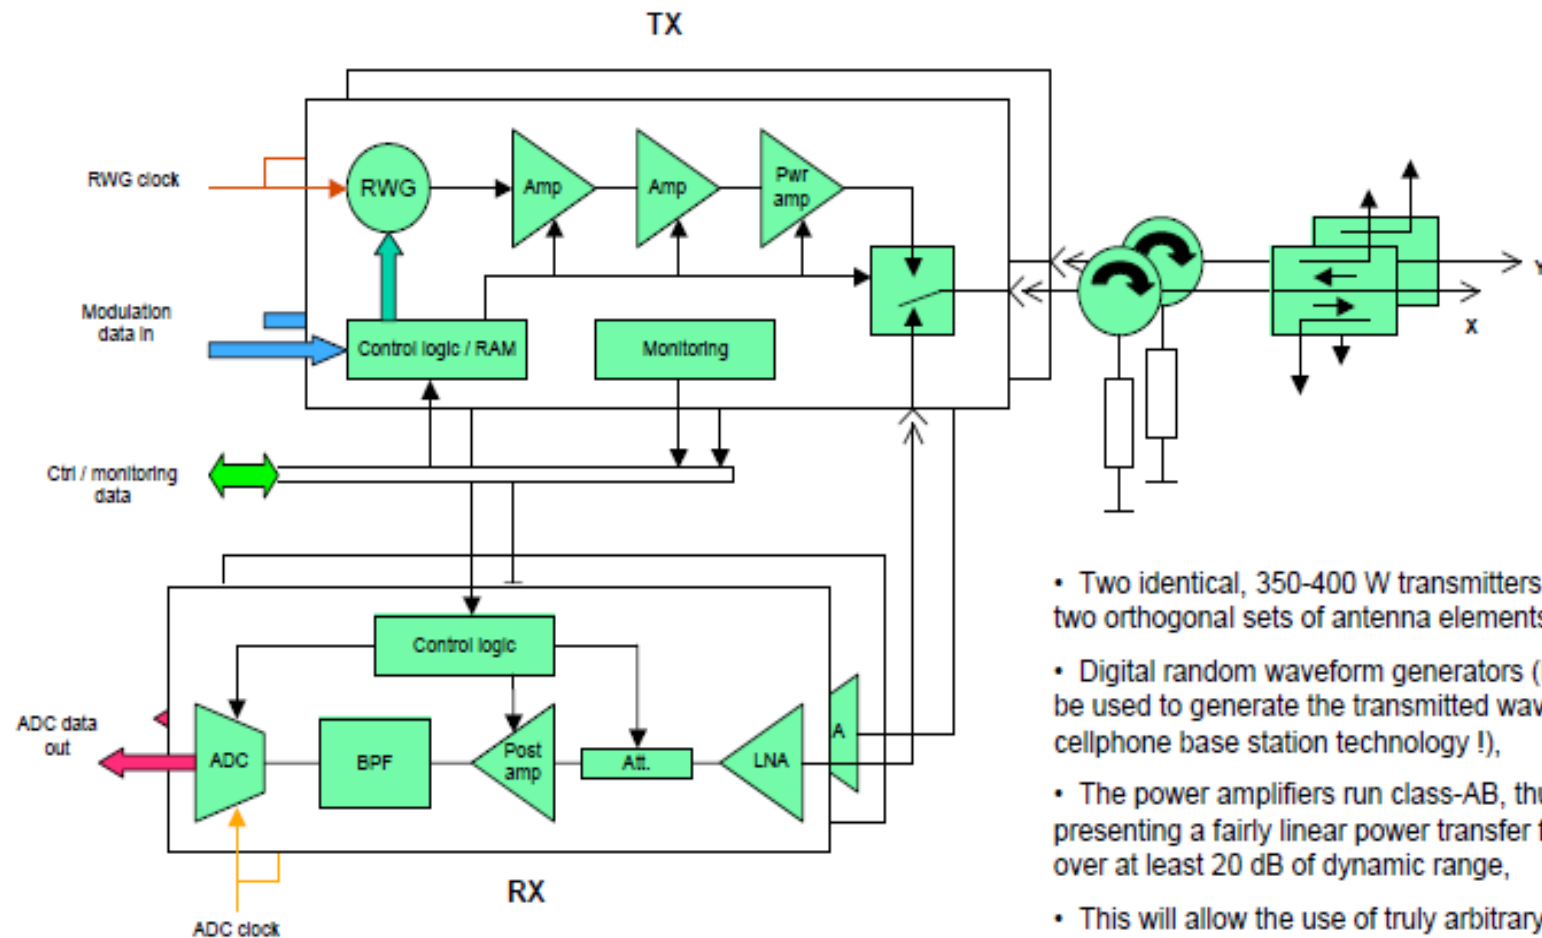 TX
RWG clock
RWG
Amp
Amp
Pwr
amp
Modulation
data in
Control logic / RAM
Monitoring
Y
X
Ctrl / monitoring
data
Control logic
ADC data
out
ADC
BPF
Post
amp
Att.
LNA
A
RX
ADC clock
• Two identical, 350-400 W transmitters
two orthogonal sets of antenna elements
• Digital random waveform generators (
be used to generate the transmitted wav
cellphone base station technology !),
• The power amplifiers run class-AB, thu
presenting a fairly linear power transfer f
over at least 20 dB of dynamic range,
• This will allow the use of truly arbitrary